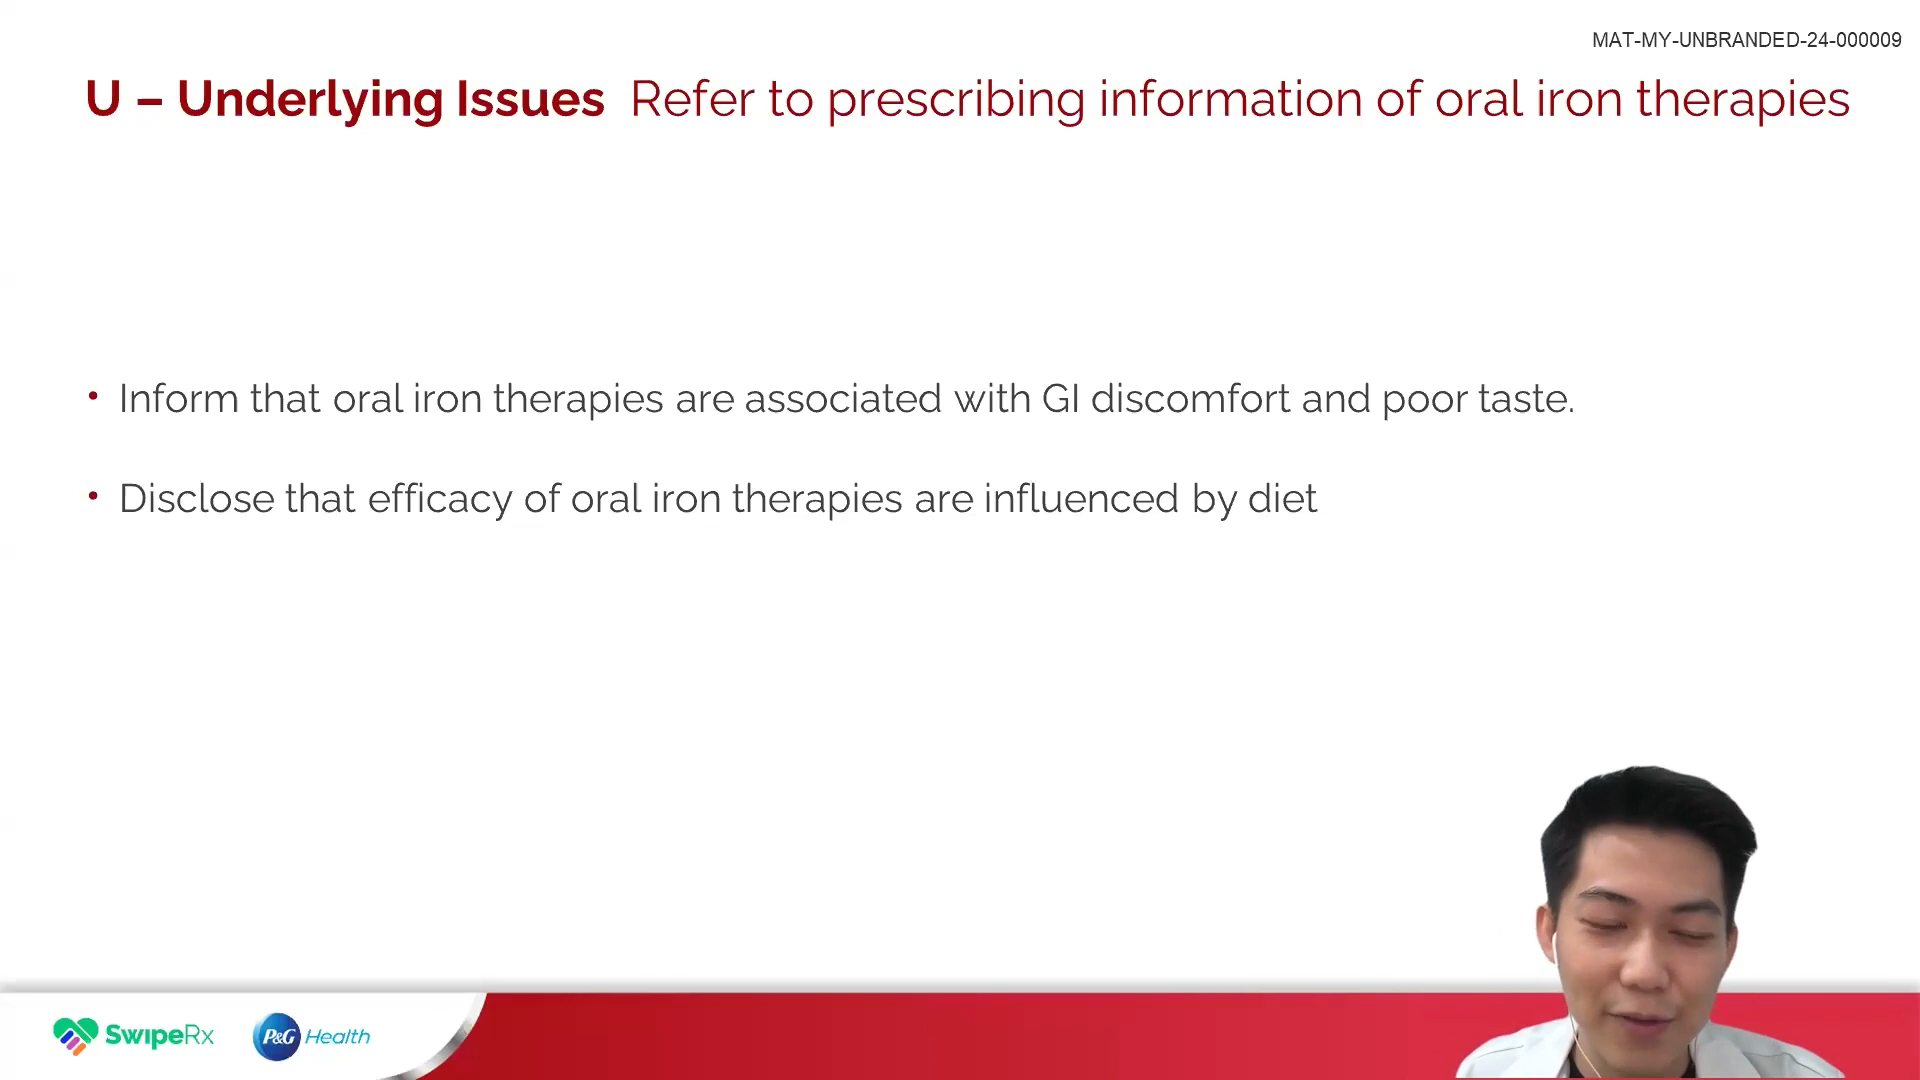 MAT-MY-UNBRANDED-24-000009
U – Underlying Issues Refer to prescribing information of oral iron therapies
• Inform that oral iron therapies are associated with GI discomfort and poor taste.
• Disclose that efficacy of oral iron therapies are influenced by diet
SwipeRx P&G Health